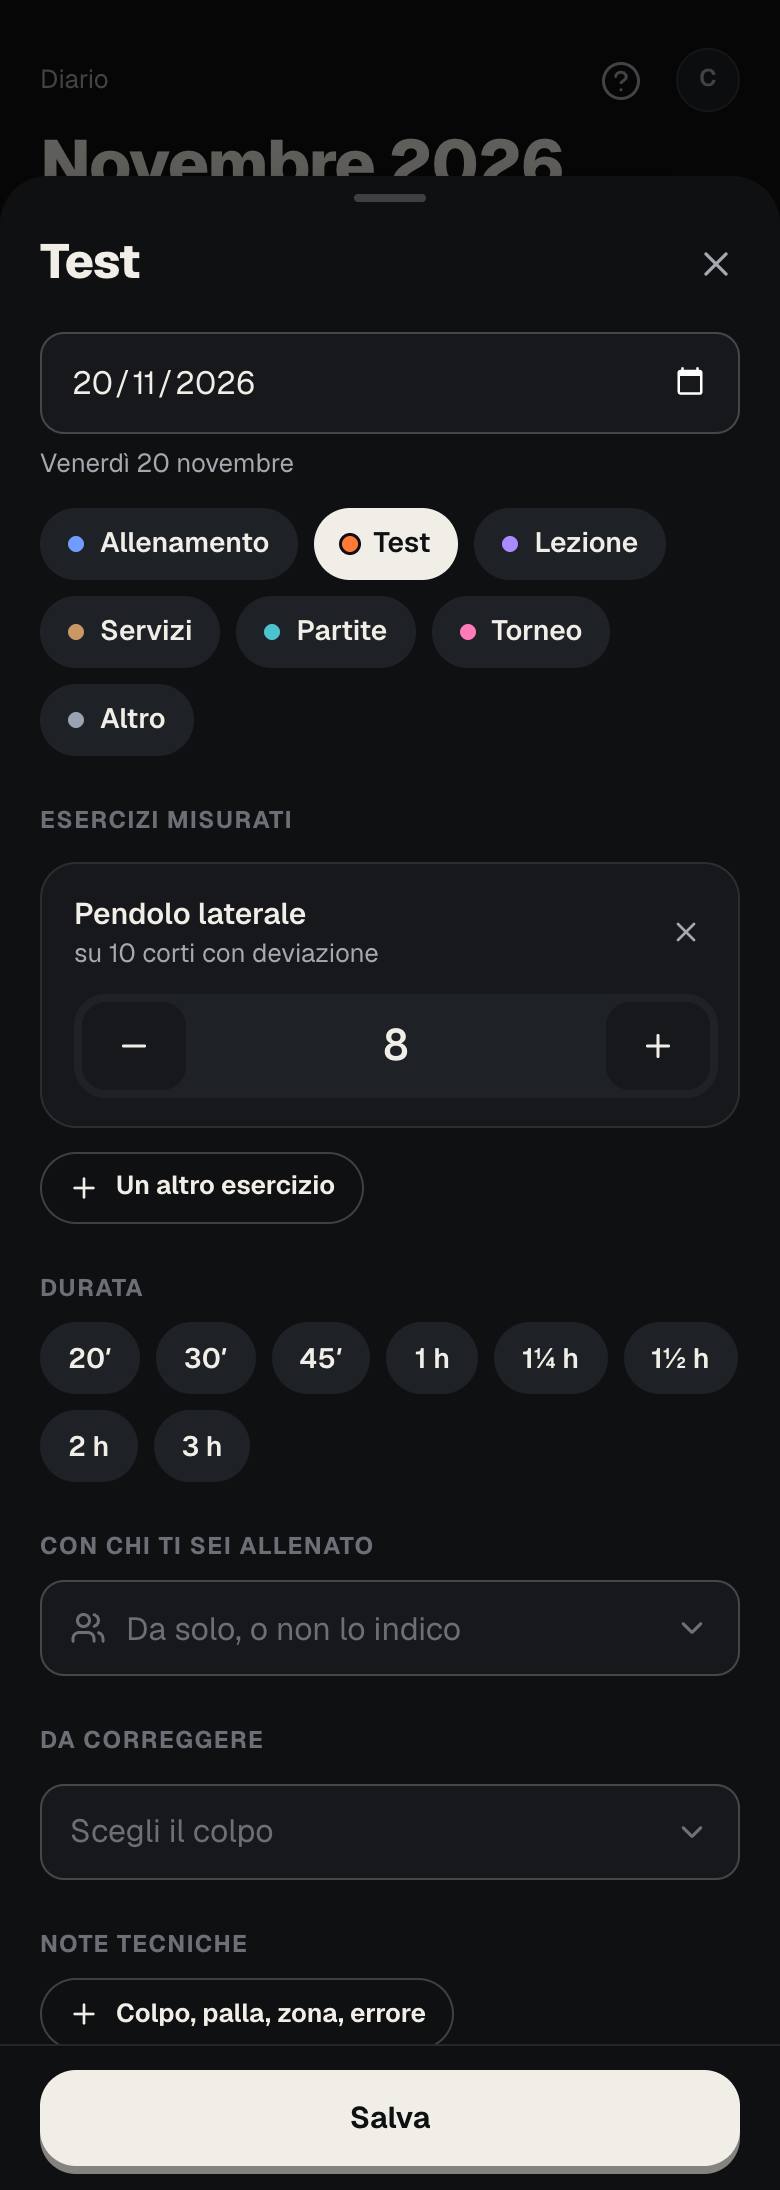 Diario
C
Novembre 2026
Test
20/11/2026
Venerdì 20 novembre
Allenamento
Test
Lezione
Servizi
Partite
Torneo
Altro
ESERCIZI MISURATI
Pendolo laterale
su 10 corti con deviazione
8
Un altro esercizio
DURATA
20′
30′
45′
1 h
1¼ h
1½ h
2 h
3 h
CON CHI TI SEI ALLENATO
Da solo, o non lo indico
DA CORREGGERE
Scegli il colpo
NOTE TECNICHE
Colpo, palla, zona, errore
Salva